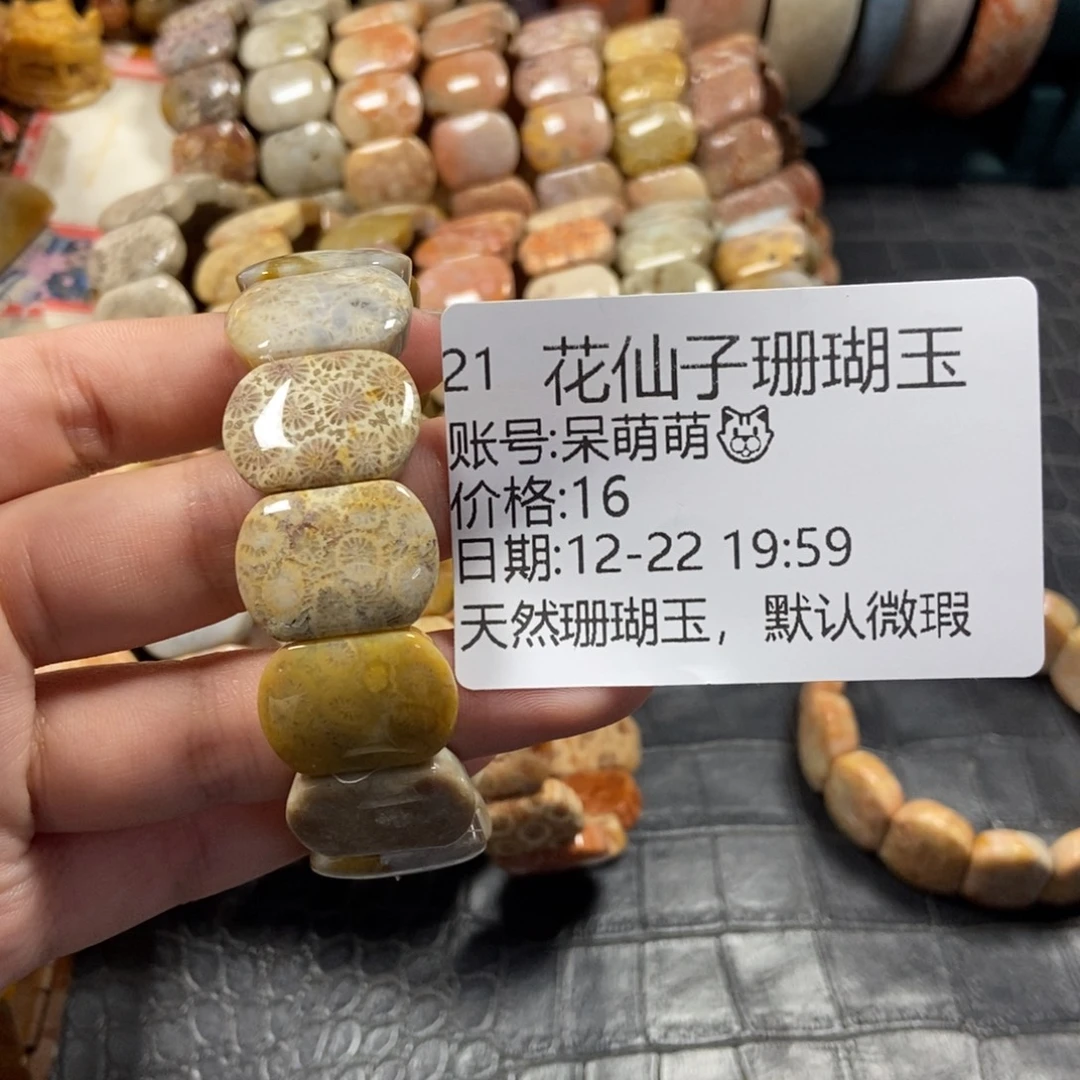 21 花仙子珊瑚玉
账号:呆萌萌🐱
价格:16
日期:12-22 19:59
天然珊瑚玉，默认微瑕